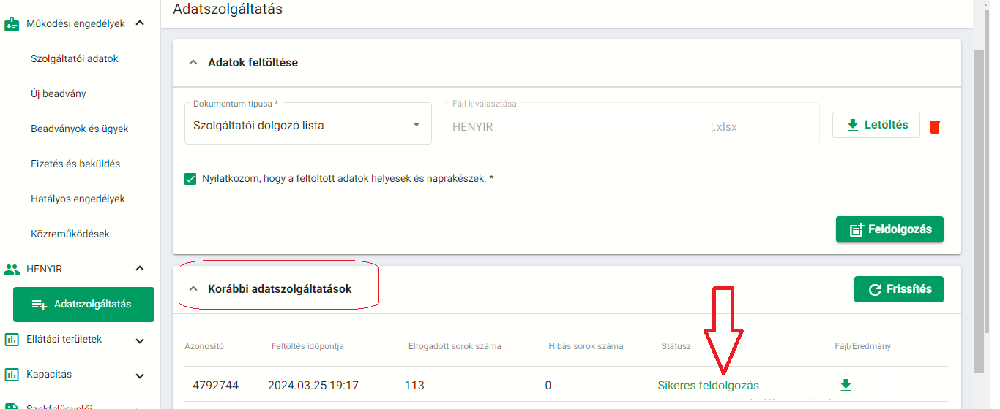 Adatszolgáltatás
Működési engedélyek
Szolgáltatói adatok
Új beadvány
Beadványok és ügyek
Fizetés és beküldés
Hatályos engedélyek
Közreműködések
HENYIR
Adatszolgáltatás
Ellátási területek
Kapacitás
Szakfelügyelői
Adatok feltöltése
Dokumentum típusa *
Szolgáltatói dolgozó lista
Fájl kiválasztása
HENYIR_ .xlsx
Letöltés
Nyilatkozom, hogy a feltöltött adatok helyesek és naprakészek. *
Feldolgozás
Korábbi adatszolgáltatások
Frissítés
Azonosító Feltöltés időpontja Elfogadott sorok száma Hibás sorok száma Státusz Fájl/Eredmény
4792744 2024.03.25 19:17 113 0 Sikeres feldolgozás